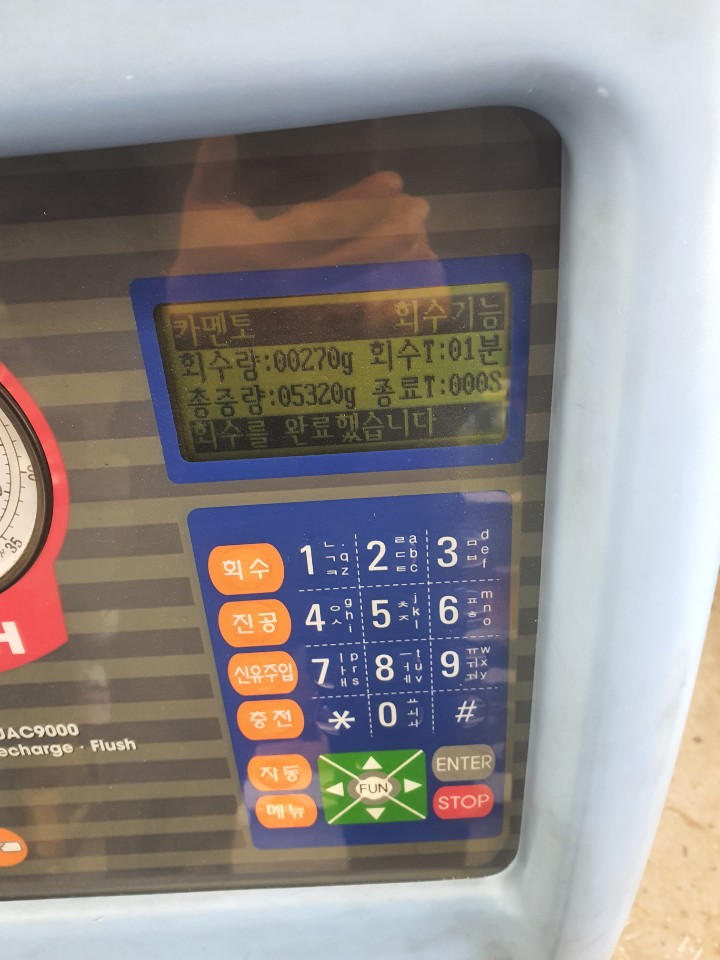 카멘토 회수기능
회수량:00270g 회수T:01분
총중량:05320g 종료T:000S
회수를 완료했습니다
회수
1 ㄴ . ㄱ q ㅋ z
2 ㄹ a ㄷ b ㅌ c
3 ㅁ d ㅂ e f
진공
4 ㅇ g ㅅ h i
5 ㅊ j ㅈ k l
6 ㅍ m ㅎ n o
신유주입
7 ㅣ p ㅏ r ㅐ s
8 ㅡ t ㅓ u ㅔ v
9 ㅠ w x y
충전
* 0 ㅗ #
자동
메뉴
FUN
ENTER
STOP
35
H
JAC9000
echarge · Flush